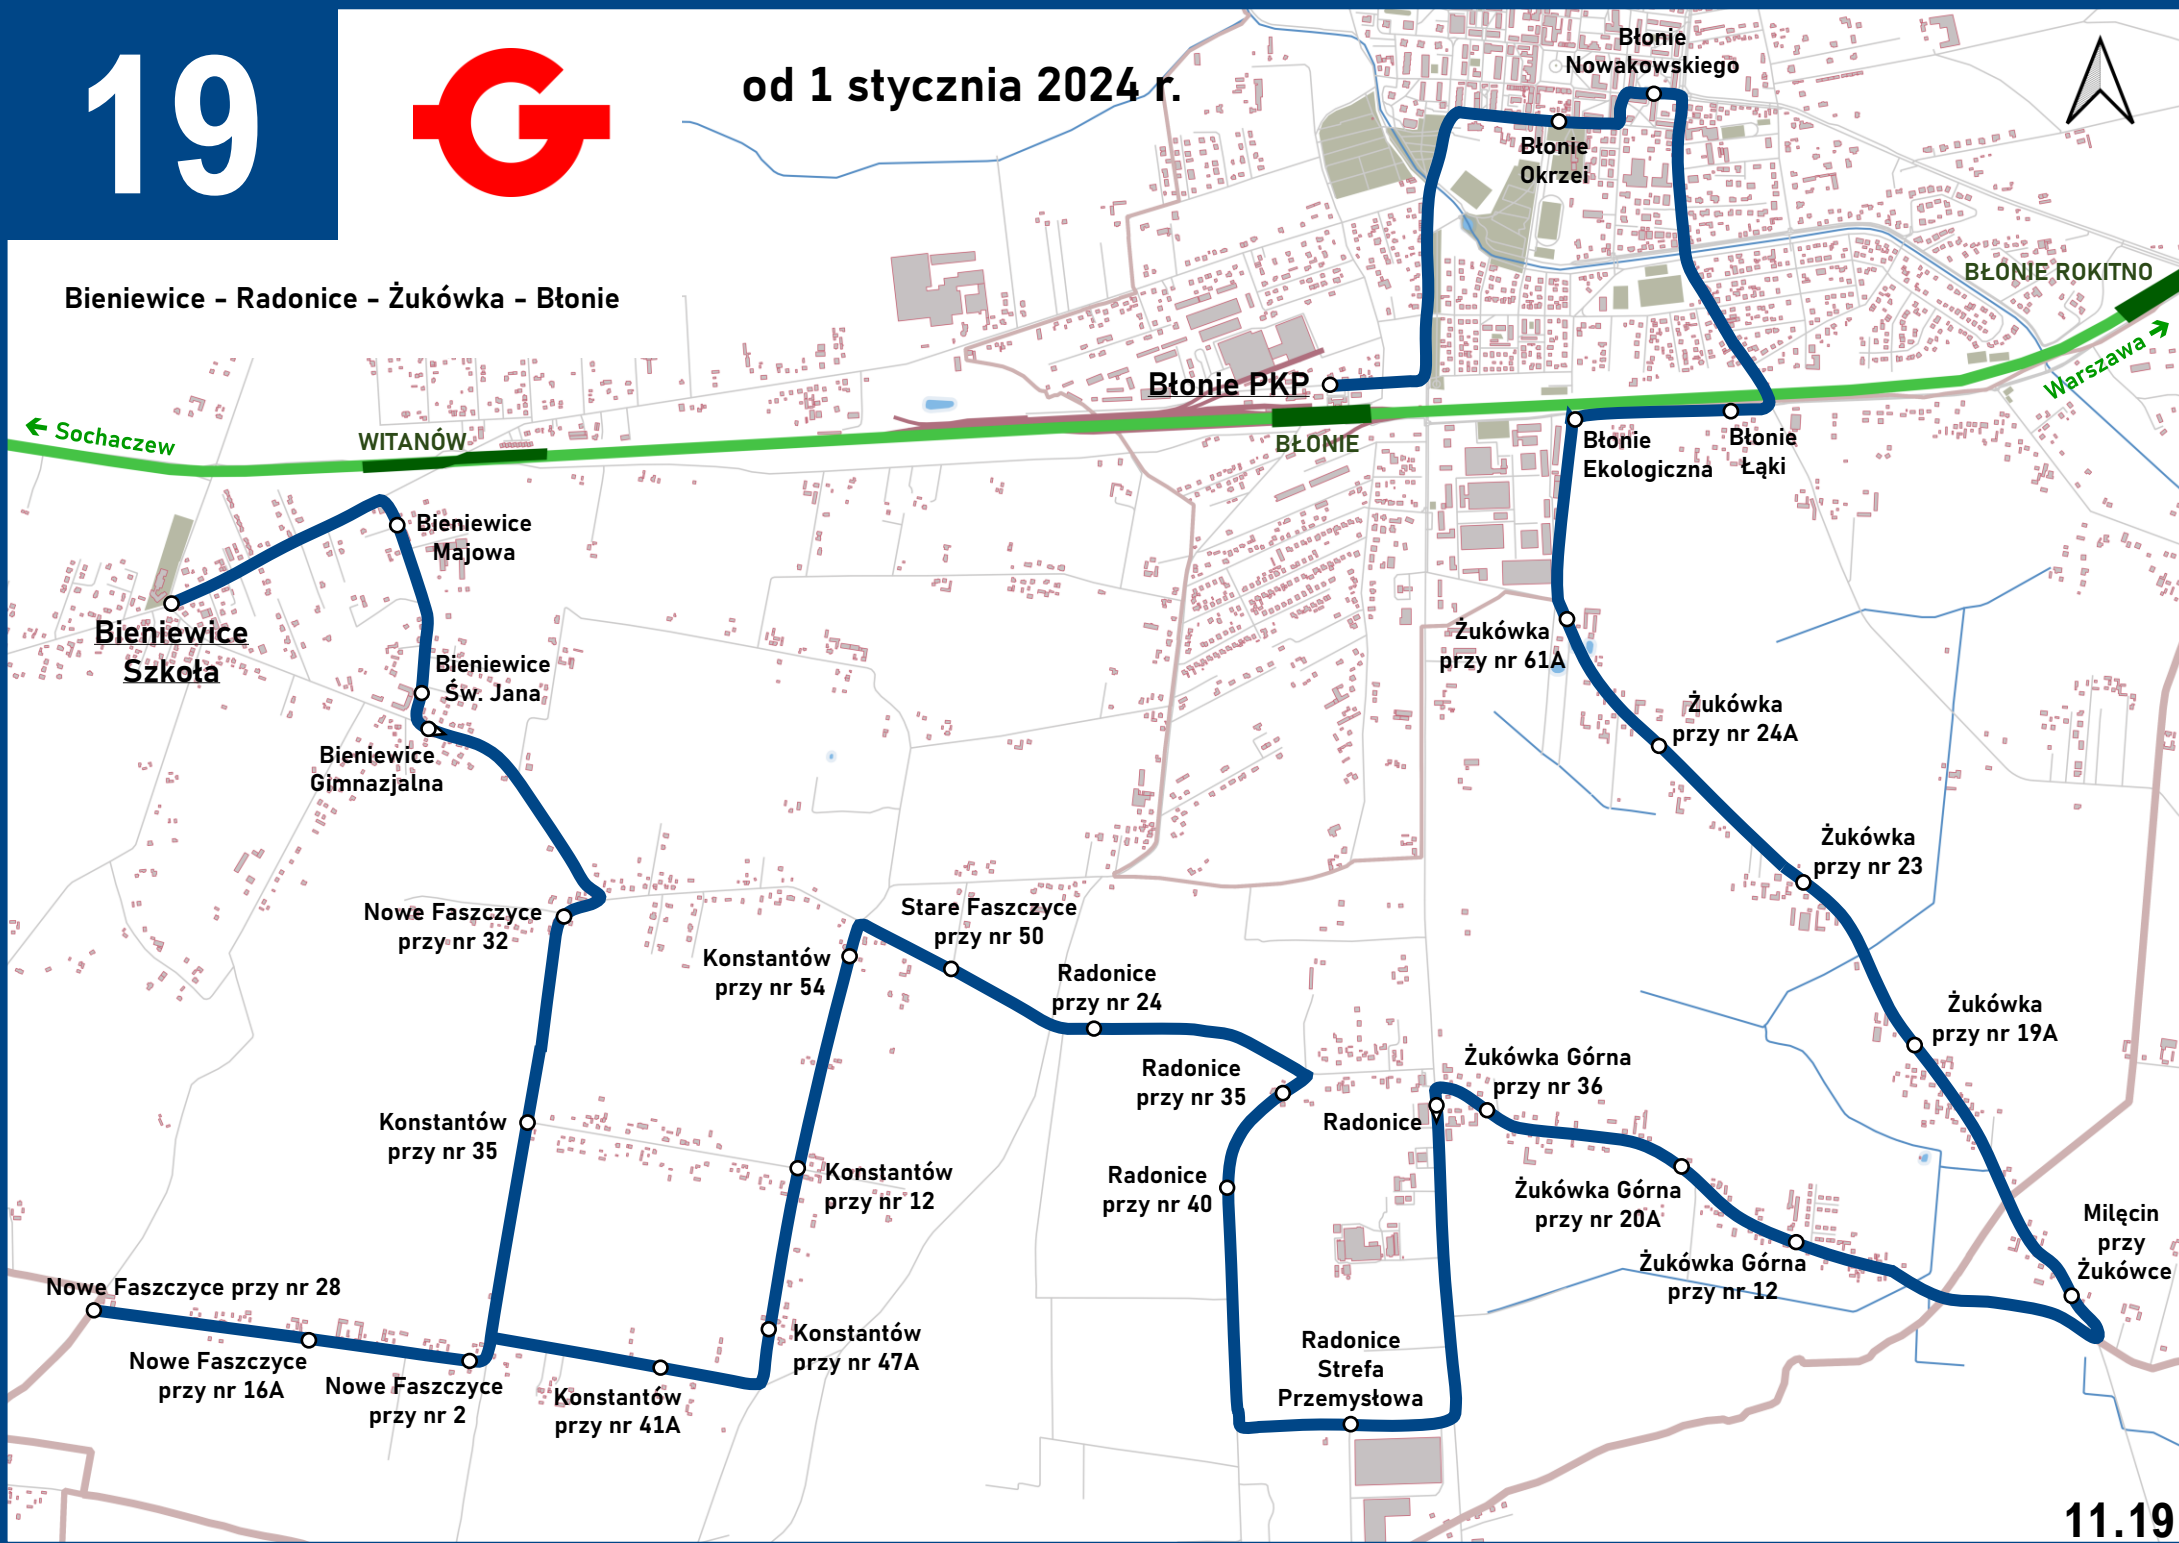 19
od 1 stycznia 2024 r.
Bieniewice - Radonice - Żukówka - Błonie
Błonie
Nowakowskiego
Błonie
Okrzei
BŁONIE ROKITNO
Warszawa →
Błonie PKP
← Sochaczew
WITANÓW
BŁONIE
Błonie
Ekologiczna
Błonie
Łąki
Bieniewice
Majowa
Bieniewice
Szkoła
Bieniewice
Św. Jana
Bieniewice
Gimnazjalna
Żukówka
przy nr 61A
Żukówka
przy nr 24A
Żukówka
przy nr 23
Nowe Faszczyce
przy nr 32
Stare Faszczyce
przy nr 50
Konstantów
przy nr 54
Radonice
przy nr 24
Żukówka
przy nr 19A
Radonice
przy nr 35
Żukówka Górna
przy nr 36
Radonice
Konstantów
przy nr 35
Konstantów
przy nr 12
Radonice
przy nr 40
Żukówka Górna
przy nr 20A
Żukówka Górna
przy nr 12
Milęcin
przy
Żukówce
Nowe Faszczyce przy nr 28
Nowe Faszczyce
przy nr 16A
Nowe Faszczyce
przy nr 2
Konstantów
przy nr 41A
Konstantów
przy nr 47A
Radonice
Strefa
Przemysłowa
11.19